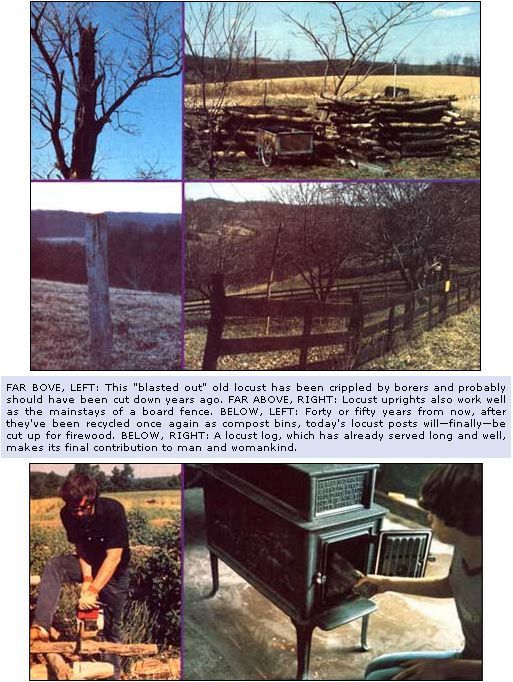 FAR BOVE, LEFT: This "blasted out" old locust has been crippled by borers and probably
should have been cut down years ago. FAR ABOVE, RIGHT: Locust uprights also work well
as the mainstays of a board fence. BELOW, LEFT: Forty or fifty years from now, after
they've been recycled once again as compost bins, today's locust posts will—finally—be
cut up for firewood. BELOW, RIGHT: A locust log, which has already served long and well,
makes its final contribution to man and womankind.